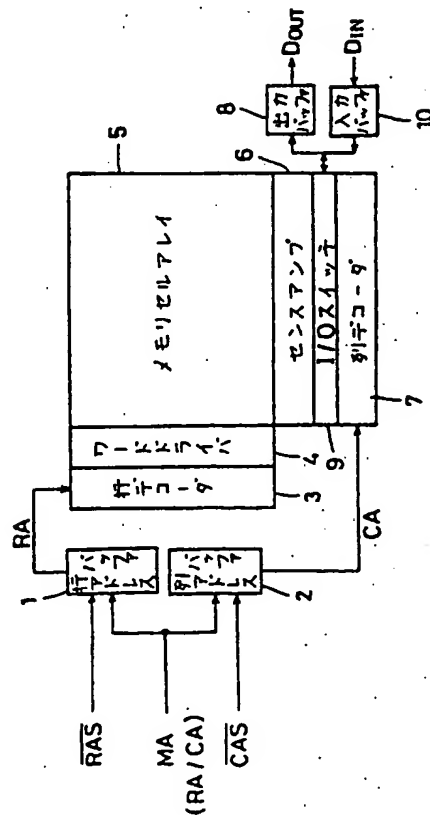 R̅A̅S̅
MA
(RA/CA)
C̅A̅S̅
1
行アドレス
バッファ
2
列アドレス
バッファ
RA
CA
3
行デコーダ
4
ワードドライバ
5
メモリセルアレイ
6
センスアンプ
9
I/Oスイッチ
7
列デコーダ
8
出力
バッファ
DOUT
入力
バッファ
10
DIN